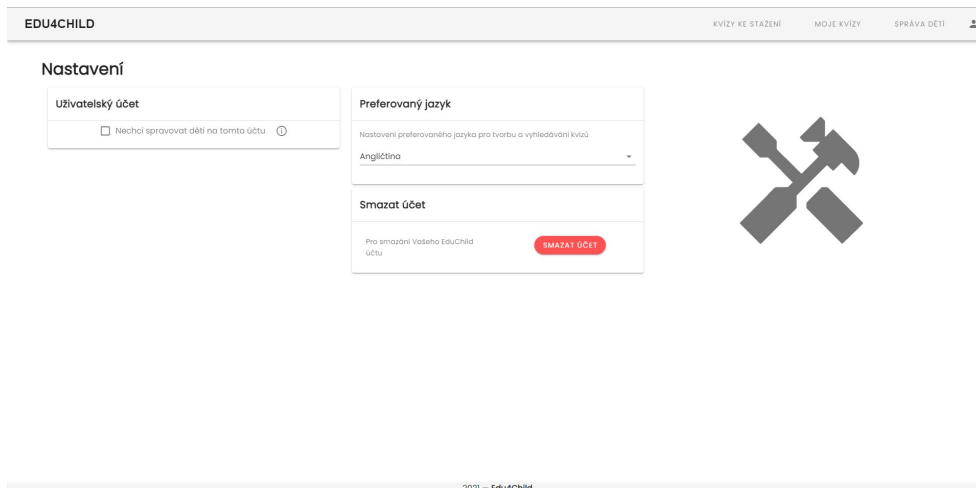 EDU4CHILD
KVÍZY KE STAŽENÍ
MOJE KVÍZY
SPRÁVA DĚTÍ
Nastavení
Uživatelský účet
Nechci spravovat děti na tomto účtu
Preferovaný jazyk
Nastavení preferovaného jazyka pro tvorbu a vyhledávání kvizů
Angličtina
Smazat účet
Pro smazání Vašeho EduChild
účtu
SMAZAT ÚČET
2021 — Edu4Child